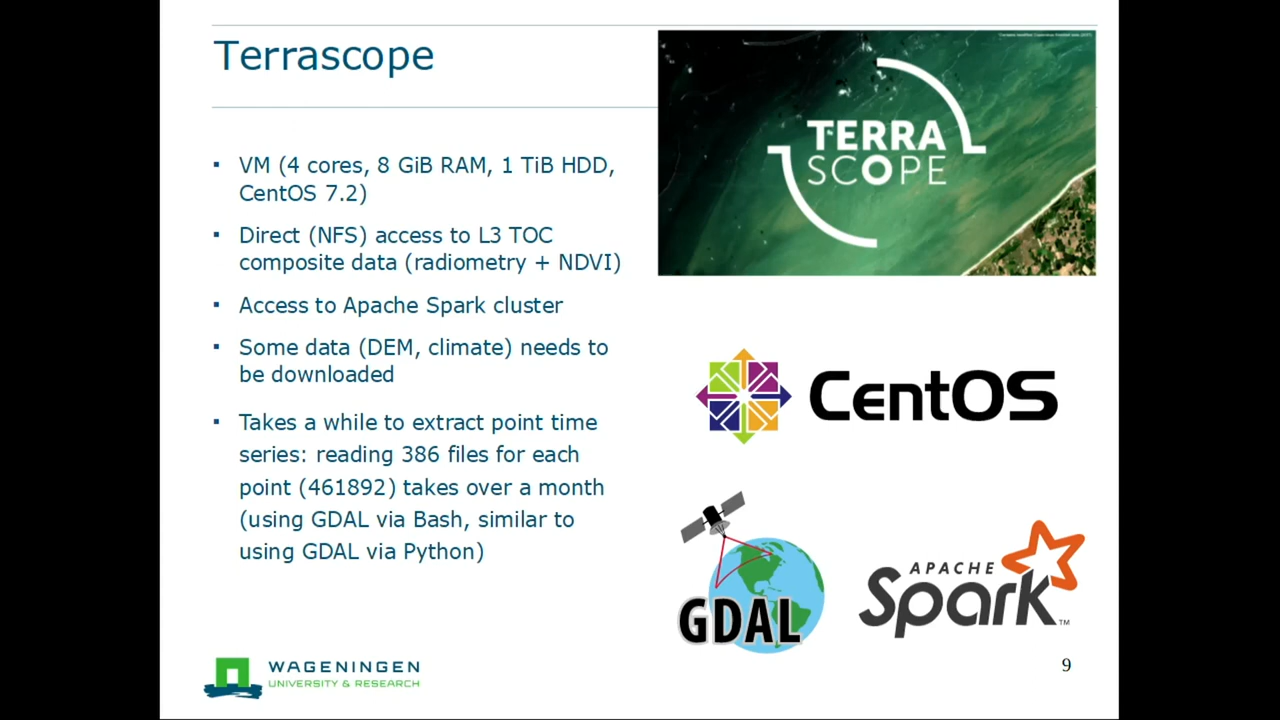 Terrascope
TERRA
SCOPE
▪ VM (4 cores, 8 GiB RAM, 1 TiB HDD,
CentOS 7.2)
▪ Direct (NFS) access to L3 TOC
composite data (radiometry + NDVI)
▪ Access to Apache Spark cluster
▪ Some data (DEM, climate) needs to
be downloaded
▪ Takes a while to extract point time
series: reading 386 files for each
point (461892) takes over a month
(using GDAL via Bash, similar to
using GDAL via Python)
CentOS
GDAL
APACHE
Spark™
WAGENINGEN
UNIVERSITY & RESEARCH
9